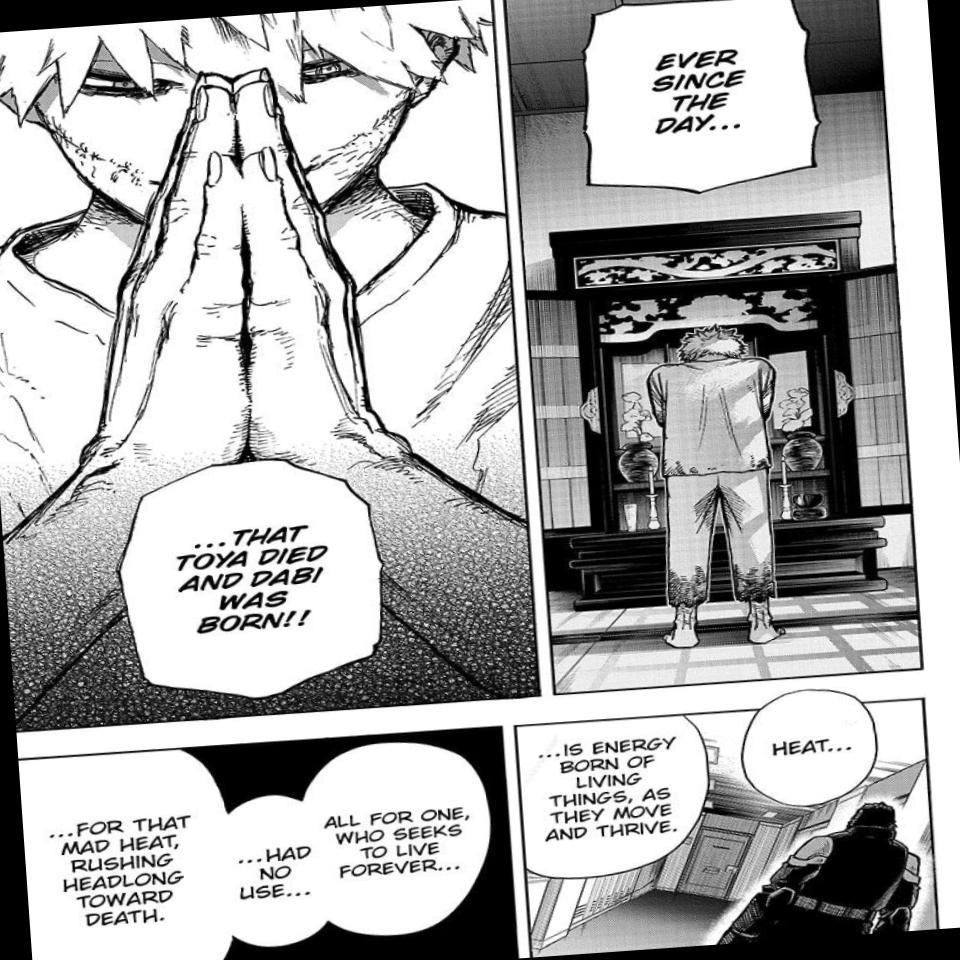 EVER
SINCE
THE
DAY...
...THAT
TOYA DIED
AND DABI
WAS
BORN!!
HEAT...
...IS ENERGY
BORN OF
LIVING
THINGS, AS
THEY MOVE
AND THRIVE.
ALL FOR ONE,
WHO SEEKS
TO LIVE
FOREVER...
...HAD
NO
USE...
...FOR THAT
MAD HEAT,
RUSHING
HEADLONG
TOWARD
DEATH.